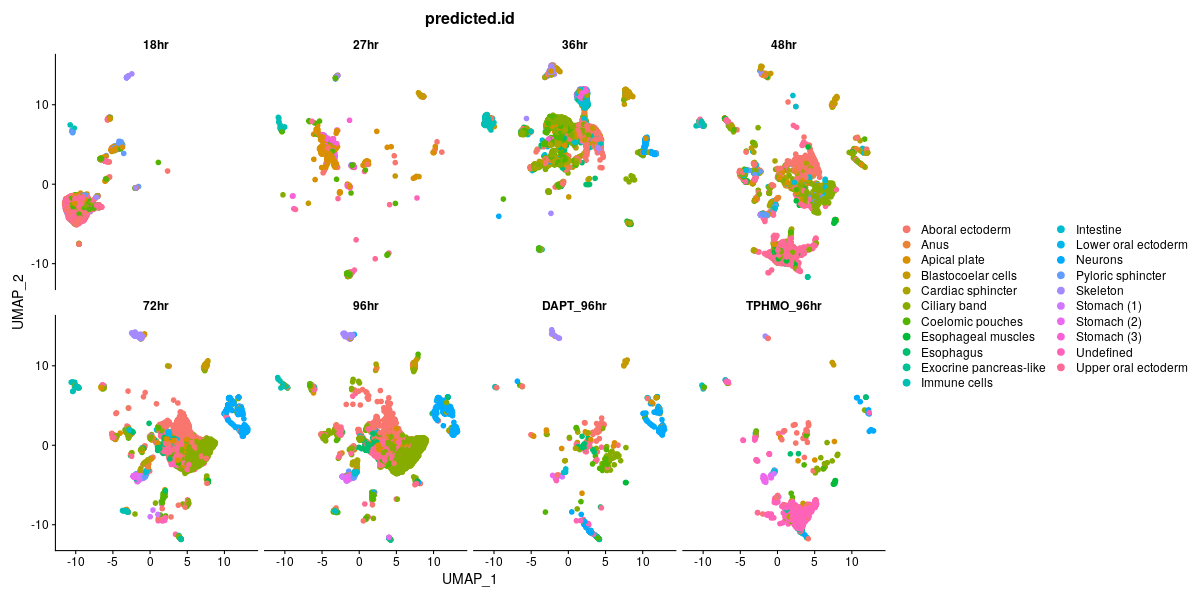 predicted.id
18hr 27hr 36hr 48hr
10
0
-10
72hr 96hr DAPT_96hr TPHMO_96hr
10
0
-10
-10 -5 0 5 10 -10 -5 0 5 10 -10 -5 0 5 10 -10 -5 0 5 10
UMAP_1
UMAP_2
Aboral ectoderm
Anus
Apical plate
Blastocoelar cells
Cardiac sphincter
Ciliary band
Coelomic pouches
Esophageal muscles
Esophagus
Exocrine pancreas-like
Immune cells
Intestine
Lower oral ectoderm
Neurons
Pyloric sphincter
Skeleton
Stomach (1)
Stomach (2)
Stomach (3)
Undefined
Upper oral ectoderm